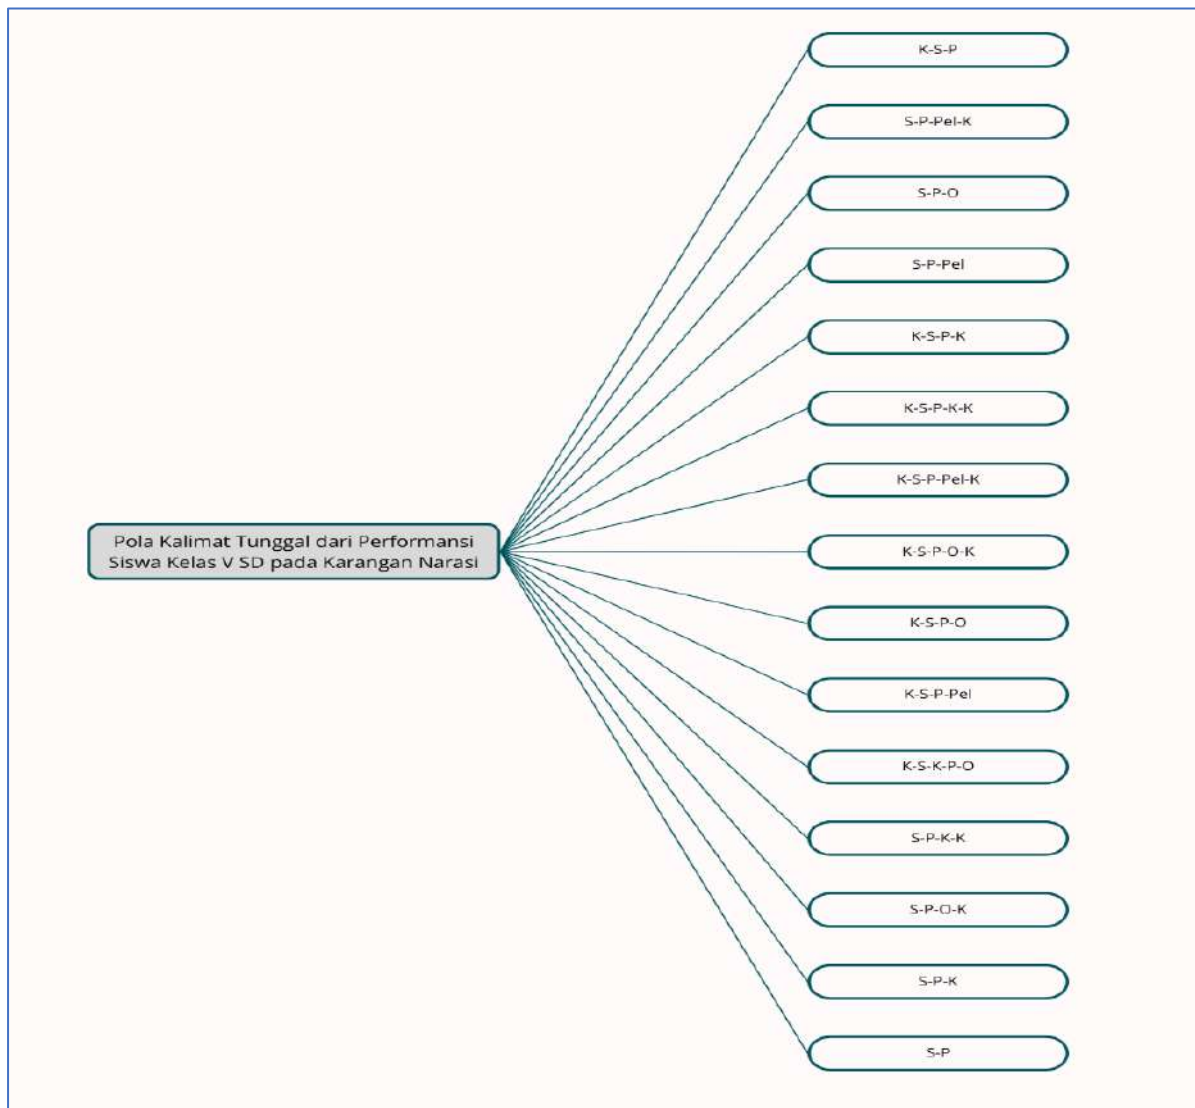 K-S-P
S-P-Pel-K
S-P-O
S-P-Pel
K-S-P-K
K-S-P-K-K
K-S-P-Pel-K
Pola Kalimat Tunggal dari Performansi
Siswa Kelas V SD pada Karangan Narasi
K-S-P-O-K
K-S-P-O
K-S-P-Pel
K-S-K-P-O
S-P-K-K
S-P-O-K
S-P-K
S-P